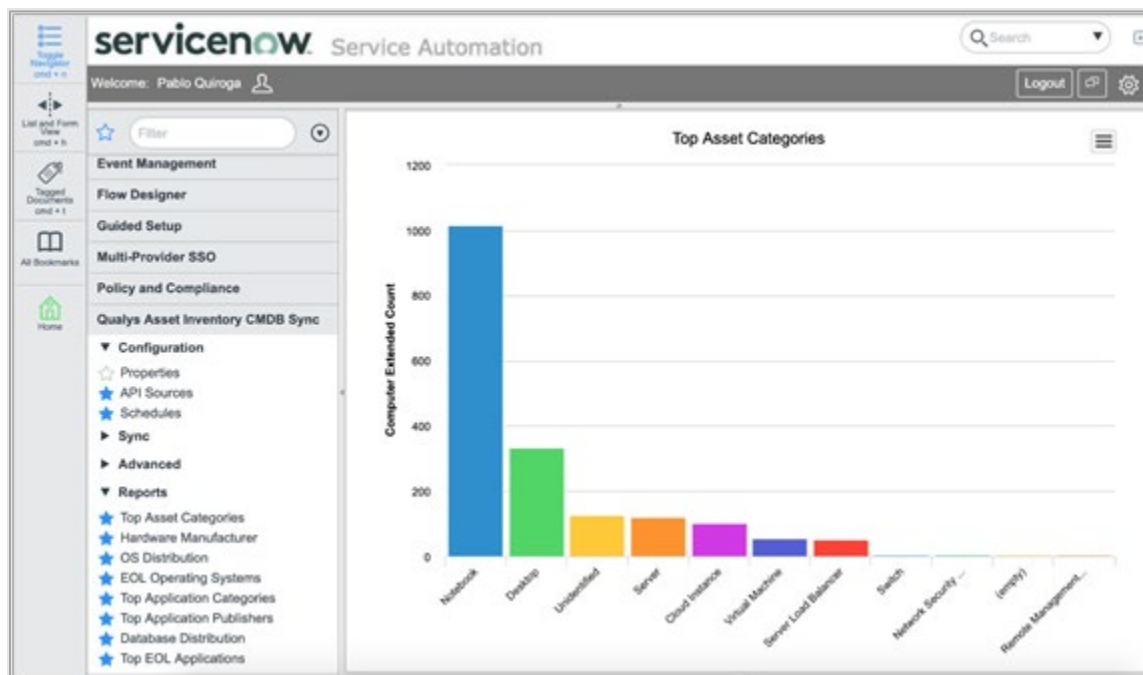 servicenow. Service Automation
Search
Toggle
Navigator
cmd + n
Welcome: Pablo Quiroga
Logout
List and Form
View
cmd + h
Tagged
Documents
cmd + t
All Bookmarks
Home
Filter
Event Management
Flow Designer
Guided Setup
Multi-Provider SSO
Policy and Compliance
Qualys Asset Inventory CMDB Sync
Configuration
Properties
API Sources
Schedules
Sync
Advanced
Reports
Top Asset Categories
Hardware Manufacturer
OS Distribution
EOL Operating Systems
Top Application Categories
Top Application Publishers
Database Distribution
Top EOL Applications
Top Asset Categories
Computer Extended Count
1200
1000
800
600
400
200
0
Notebook
Desktop
Unidentified
Server
Cloud Instance
Virtual Machine
Server Load Balancer
Switch
Network Security ...
(empty)
Remote Management...